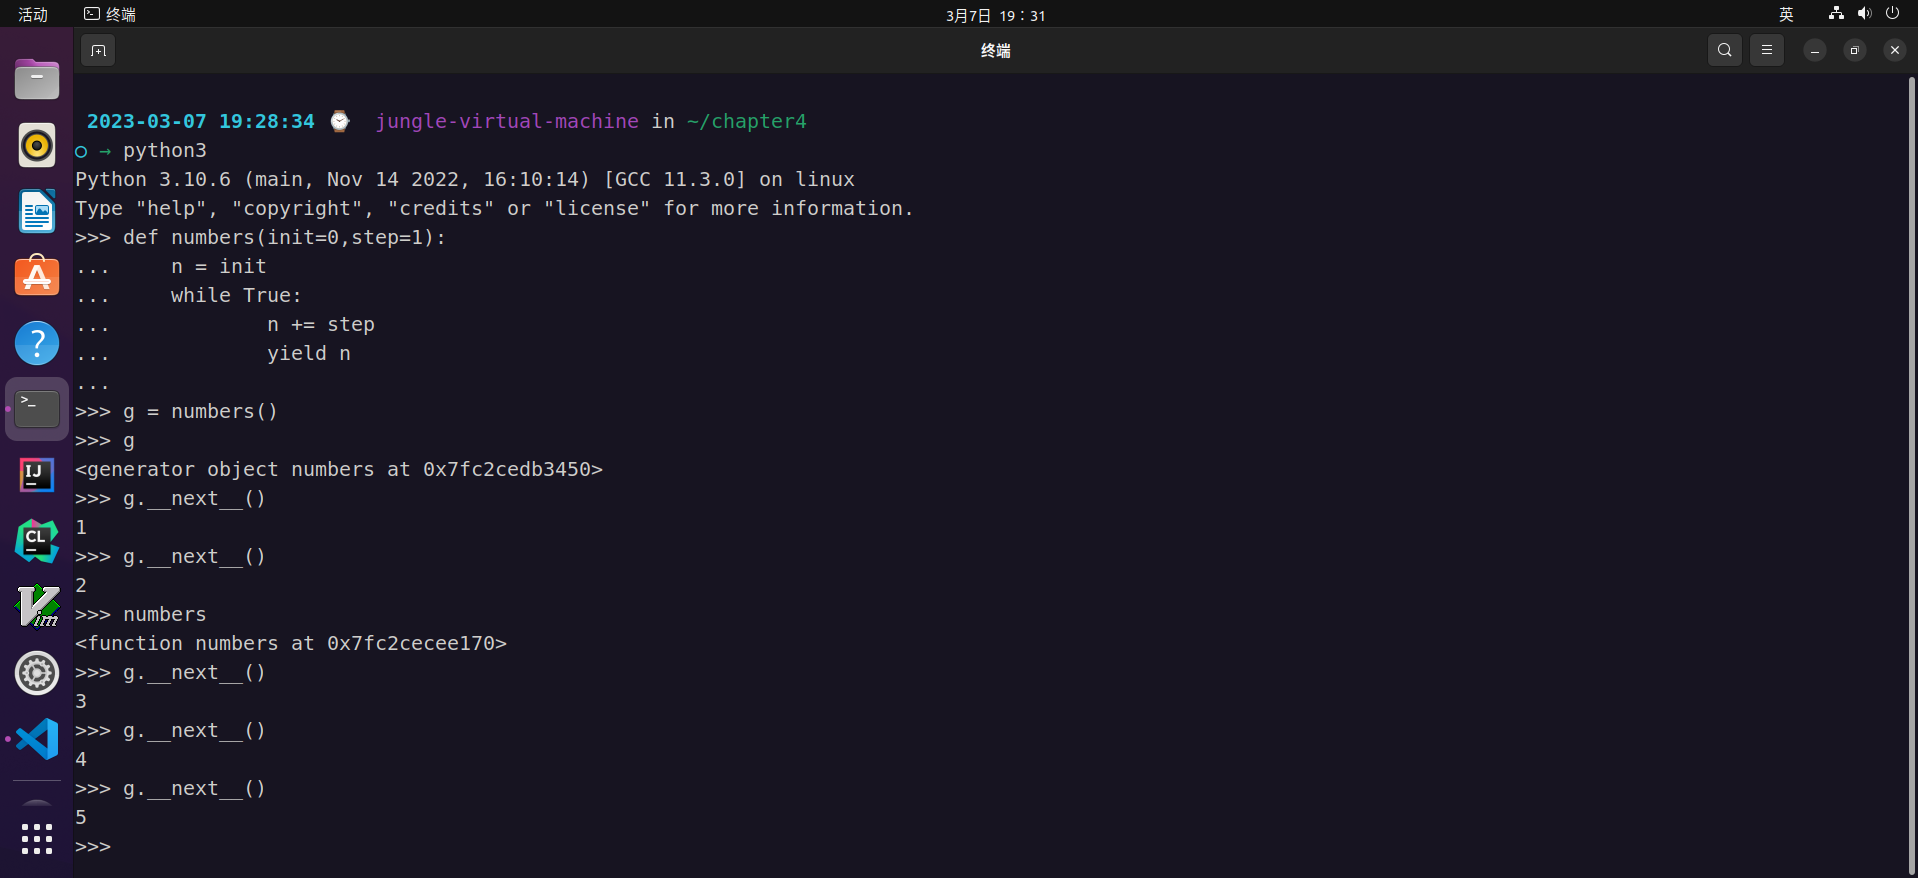 活动 终端 3月7日 19：31 英
终端
2023-03-07 19:28:34 ⌚ jungle-virtual-machine in ~/chapter4
○ → python3
Python 3.10.6 (main, Nov 14 2022, 16:10:14) [GCC 11.3.0] on linux
Type "help", "copyright", "credits" or "license" for more information.
>>> def numbers(init=0,step=1):
...     n = init
...     while True:
...             n += step
...             yield n
...
>>> g = numbers()
>>> g
<generator object numbers at 0x7fc2cedb3450>
>>> g.__next__()
1
>>> g.__next__()
2
>>> numbers
<function numbers at 0x7fc2cecee170>
>>> g.__next__()
3
>>> g.__next__()
4
>>> g.__next__()
5
>>>
A
?
>_
IJ
CL
Vim